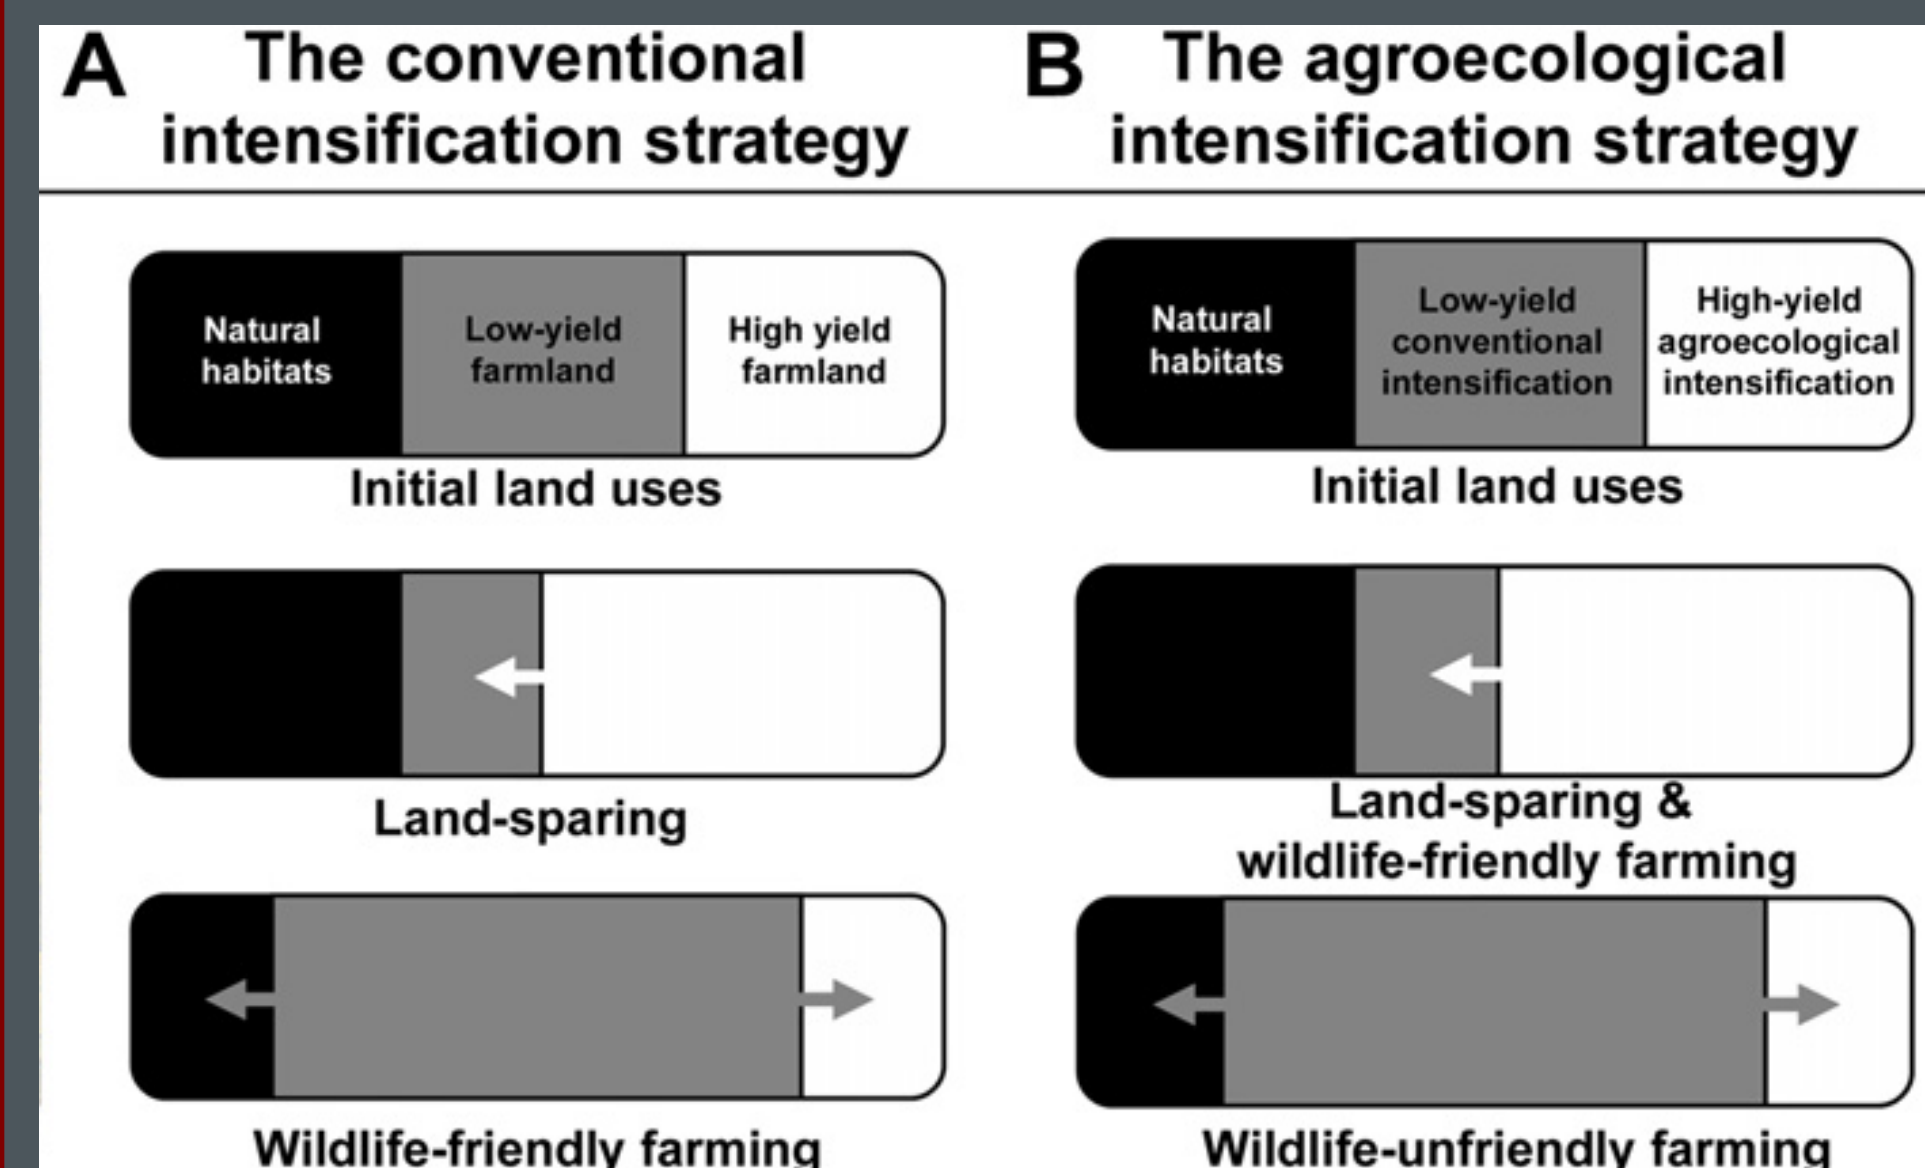 A
The conventional
intensification strategy
Natural
habitats
Low-yield
farmland
High yield
farmland
Initial land uses
Land-sparing
Wildlife-friendly farming
B
The agroecological
intensification strategy
Natural
habitats
Low-yield
conventional
intensification
High-yield
agroecological
intensification
Initial land uses
Land-sparing &
wildlife-friendly farming
Wildlife-unfriendly farming